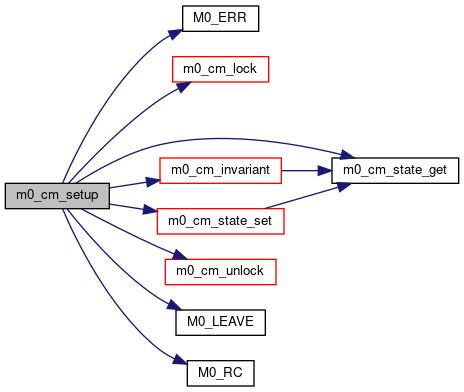 M0_ERR
m0_cm_lock
m0_cm_invariant
m0_cm_state_get
m0_cm_setup
m0_cm_state_set
m0_cm_unlock
M0_LEAVE
M0_RC